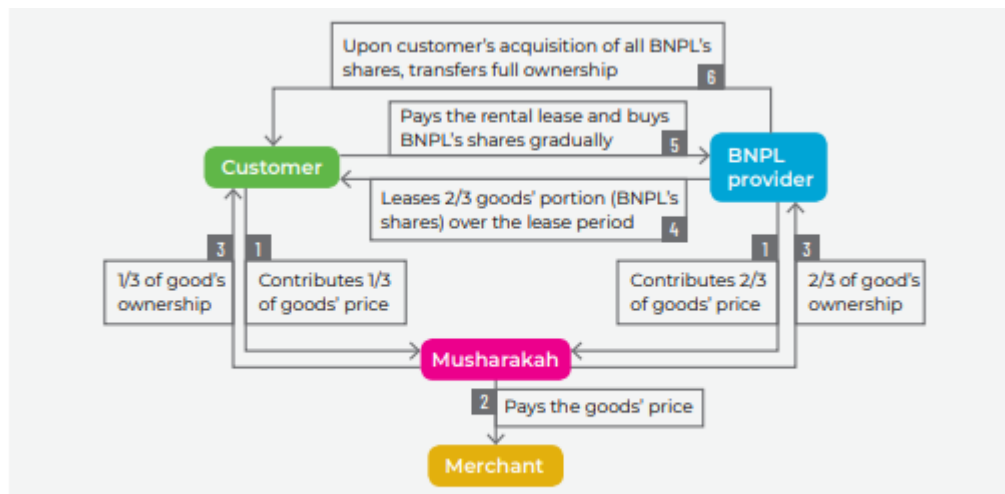 Upon customer's acquisition of all BNPL's
shares, transfers full ownership
6
Pays the rental lease and buys
BNPL's shares gradually
5
Customer
BNPL
provider
Leases 2/3 goods' portion (BNPL's
shares) over the lease period
4
3
1
1
3
1/3 of good's
ownership
Contributes 1/3
of goods' price
Contributes 2/3
of goods' price
2/3 of good's
ownership
Musharakah
2
Pays the goods' price
Merchant